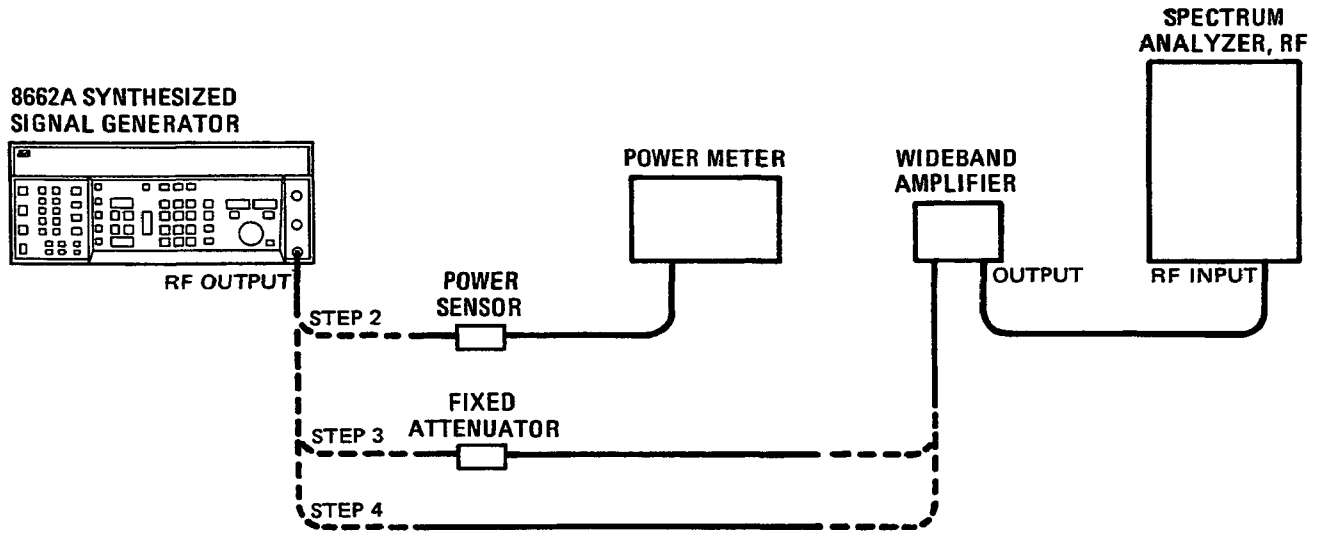 SPECTRUM
ANALYZER, RF
8662A SYNTHESIZED
SIGNAL GENERATOR
POWER METER
WIDEBAND
AMPLIFIER
RF OUTPUT
POWER
SENSOR
OUTPUT
RF INPUT
STEP 2
FIXED
ATTENUATOR
STEP 3
STEP 4